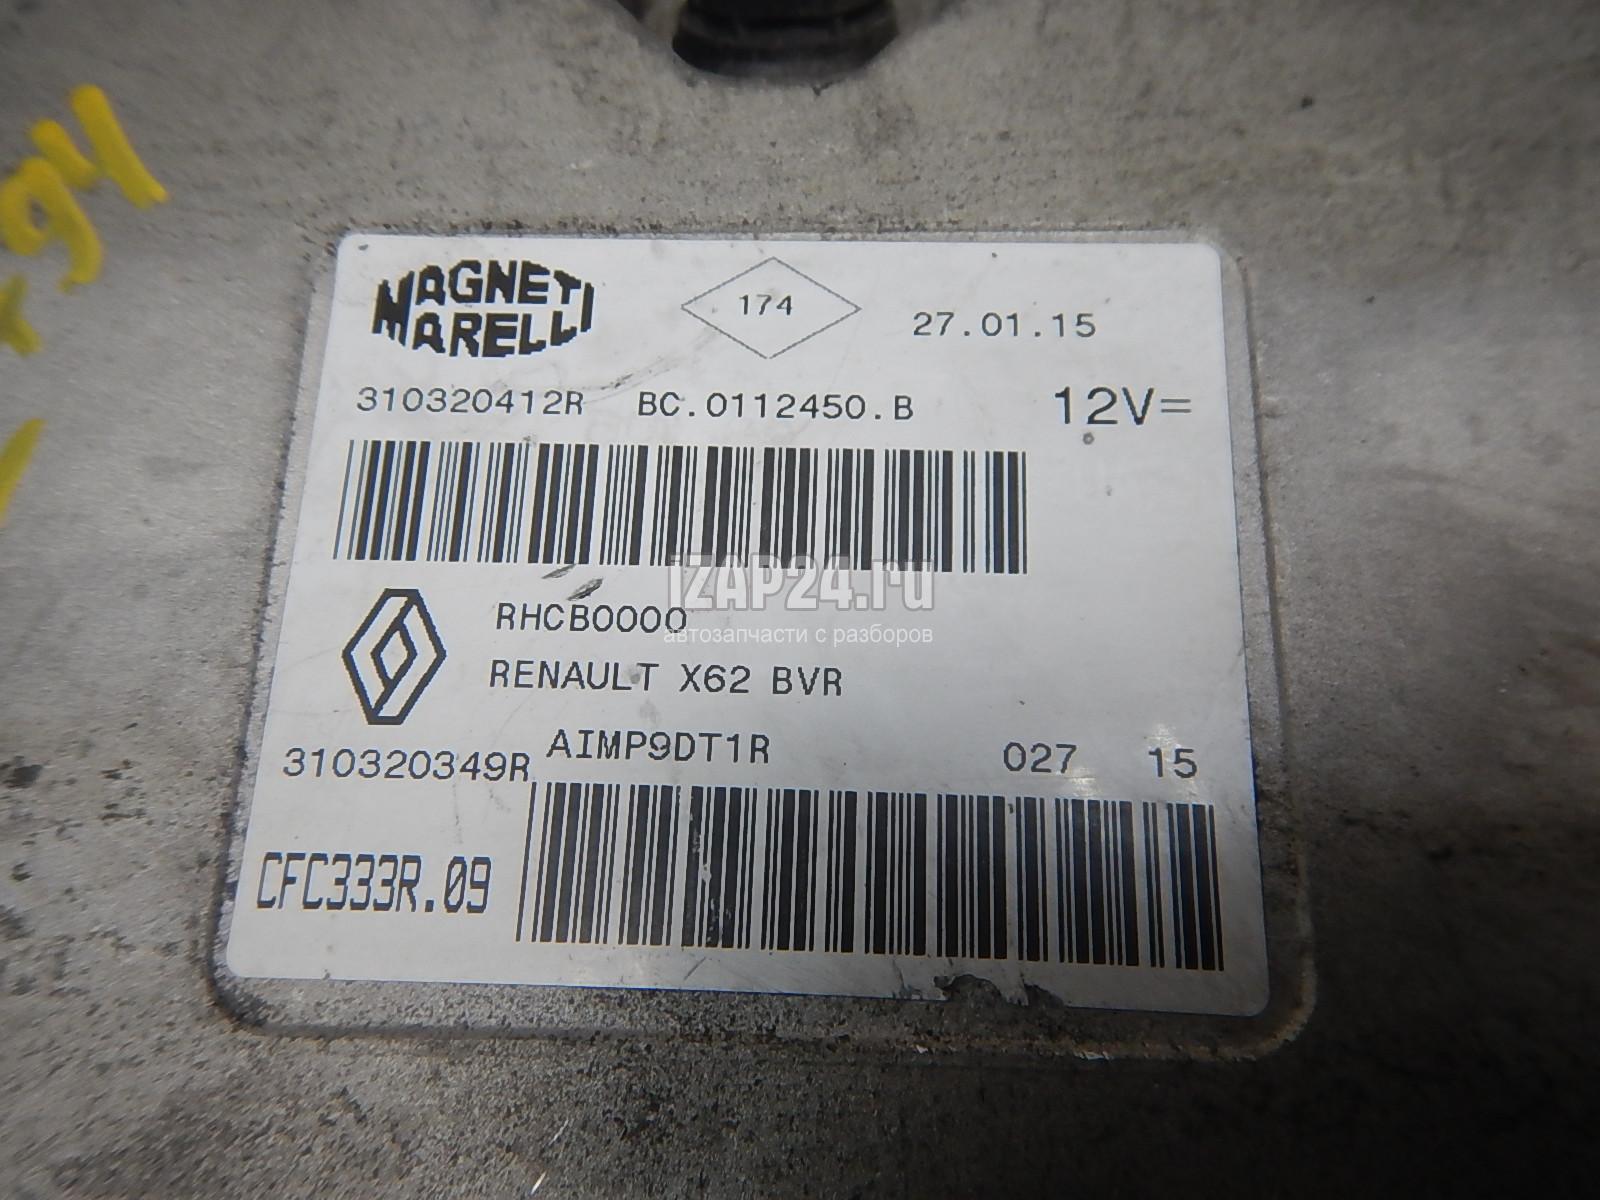 94
MAGNETI MARELLI
174
27.01.15
310320412R BC.0112450.B 12V=
iZAP24.ru
автозапчасти с разборов
RHCB0000
RENAULT X62 BVR
310320349R AIMP9DT1R 027 15
CFC333R.09